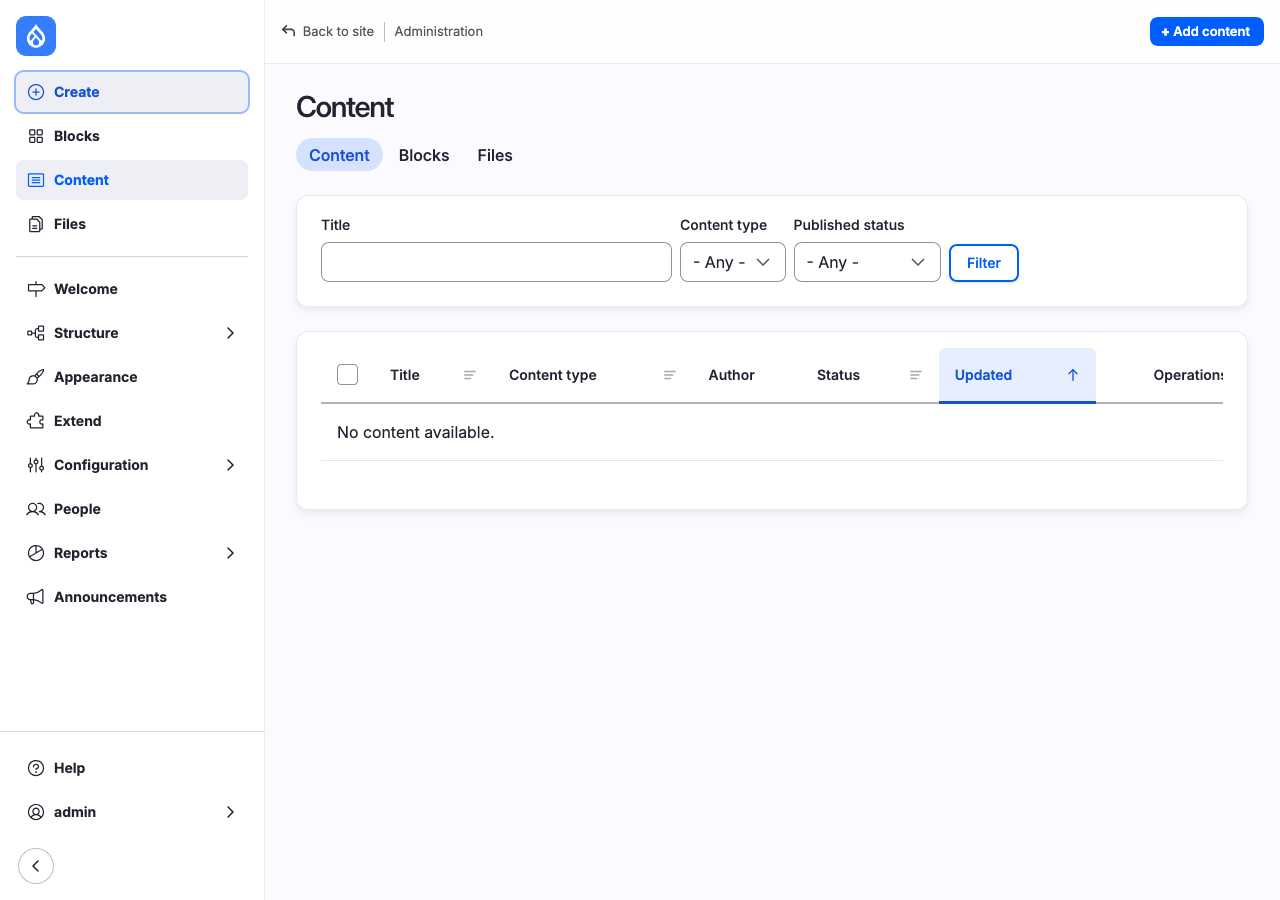 Create
Blocks
Content
Files
Welcome
Structure
Appearance
Extend
Configuration
People
Reports
Announcements
Help
admin
Back to site
Administration
+ Add content
Content
Content
Blocks
Files
Title
Content type
Published status
- Any -
- Any -
Filter
Title
Content type
Author
Status
Updated
Operations
No content available.